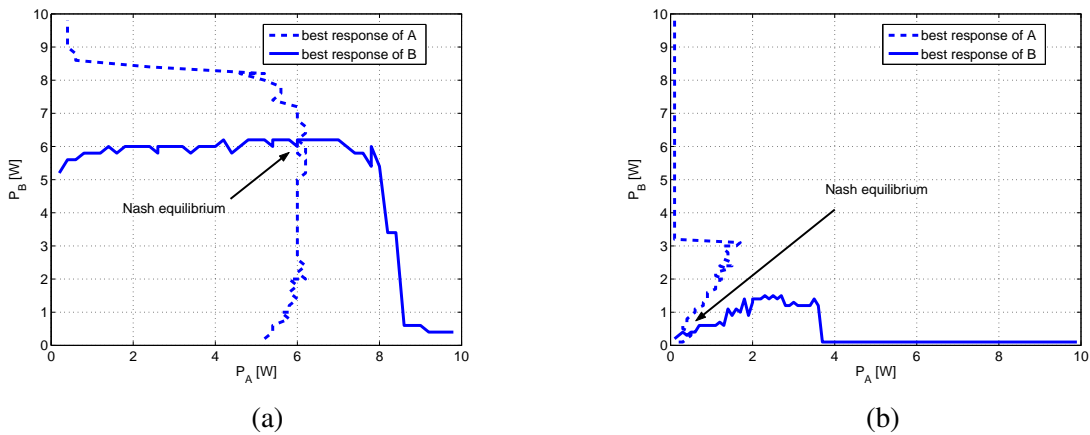 10
9
8
7
6
5
4
3
2
1
0
P_B [W]
best response of A
best response of B
Nash equilibrium
0 2 4 6 8 10
P_A [W]
(a)
10
9
8
7
6
5
4
3
2
1
0
P_B [W]
best response of A
best response of B
Nash equilibrium
0 2 4 6 8 10
P_A [W]
(b)